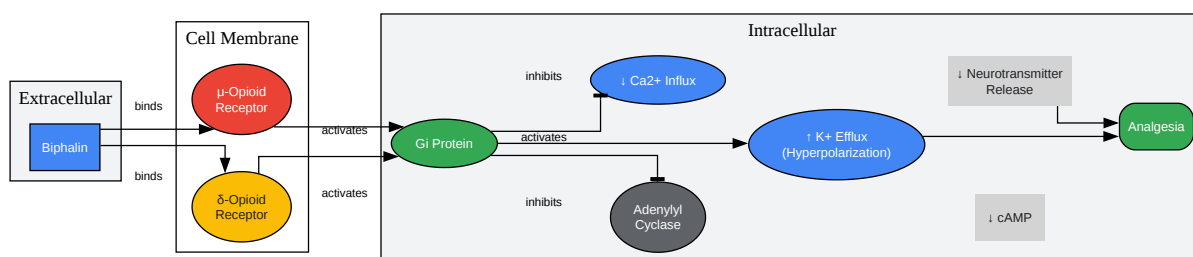 Extracellular
Biphalin
binds
binds
Cell Membrane
μ-Opioid
Receptor
δ-Opioid
Receptor
activates
activates
Intracellular
Gi Protein
inhibits
activates
inhibits
↓ Ca2+ Influx
Adenylyl
Cyclase
↑ K+ Efflux
(Hyperpolarization)
↓ Neurotransmitter
Release
↓ cAMP
Analgesia